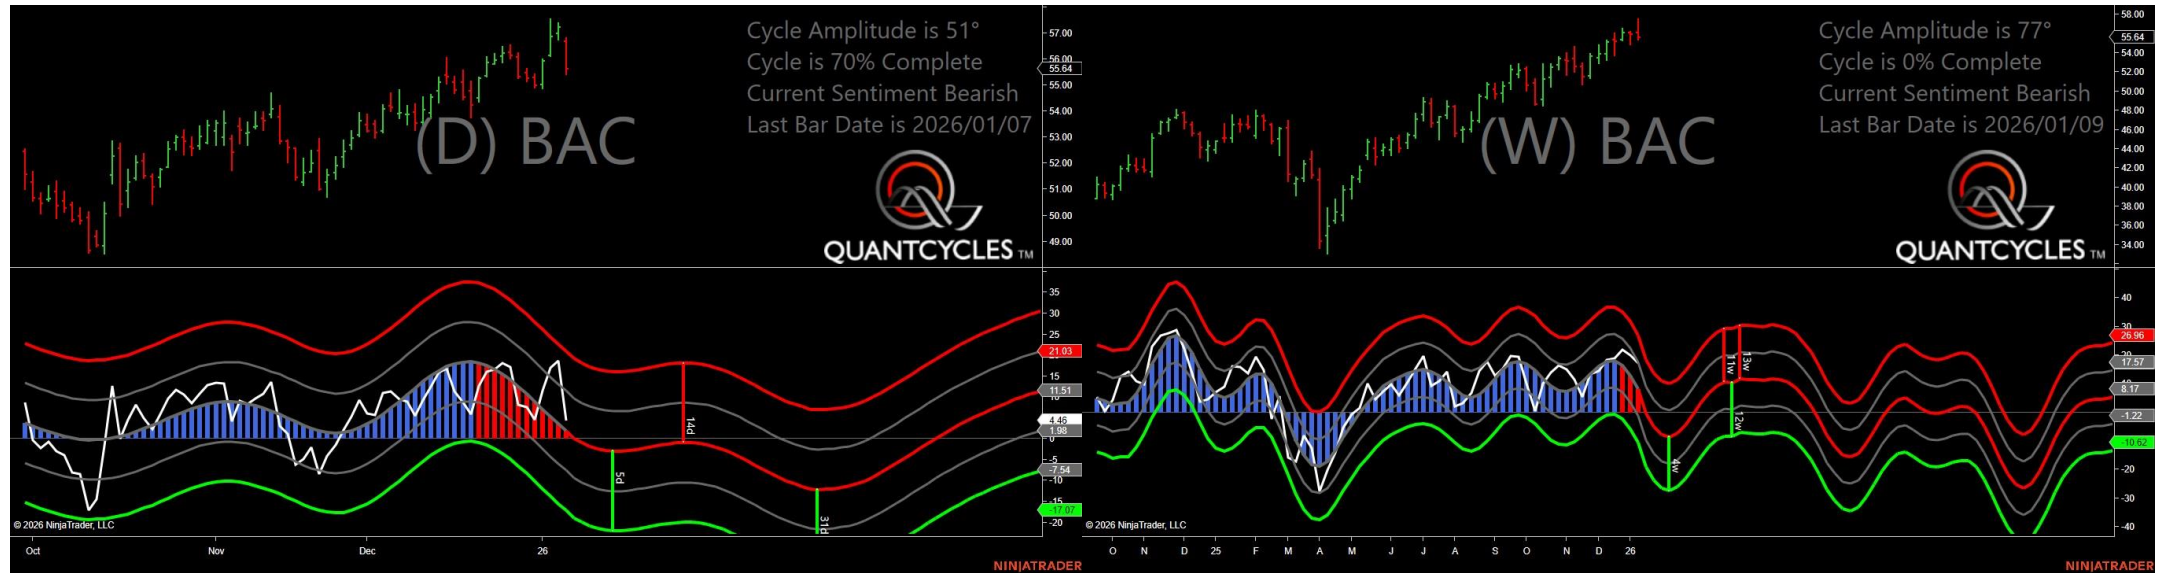 Cycle Amplitude is 51°
Cycle is 70% Complete
Current Sentiment Bearish
Last Bar Date is 2026/01/07
(D) BAC
QUANTCYCLES TM
57.00
56.00
55.64
55.00
54.00
53.00
52.00
51.00
50.00
49.00
35
30
25
21.03
15
11.51
10
4.46
1.98
0
-5
-7.54
-10
-15
-17.07
-20
14d
5d
31d
© 2026 NinjaTrader, LLC
Oct Nov Dec 26
NINJATRADER
Cycle Amplitude is 77°
Cycle is 0% Complete
Current Sentiment Bearish
Last Bar Date is 2026/01/09
(W) BAC
QUANTCYCLES TM
58.00
55.64
54.00
52.00
50.00
48.00
46.00
44.00
42.00
40.00
38.00
36.00
34.00
40
30
26.96
20
17.57
8.17
-1.22
-10.62
-20
-30
-40
11w
13w
12w
4w
© 2026 NinjaTrader, LLC
O N D 25 F M A M J J A S O N D 26
NINJATRADER